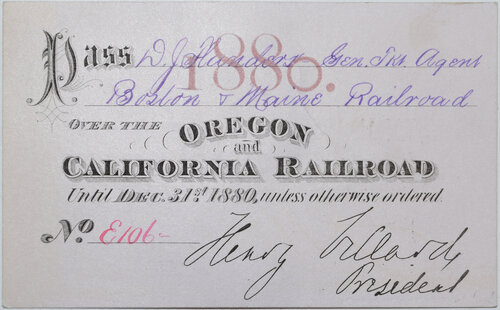 Pass D. J. Flanders Gen. Tkt. Agent
1880.
Boston & Maine Railroad
OVER THE OREGON
and
CALIFORNIA RAILROAD
Until DEC. 31ST 1880, unless otherwise ordered.
No. E106-
Henry Villard
President